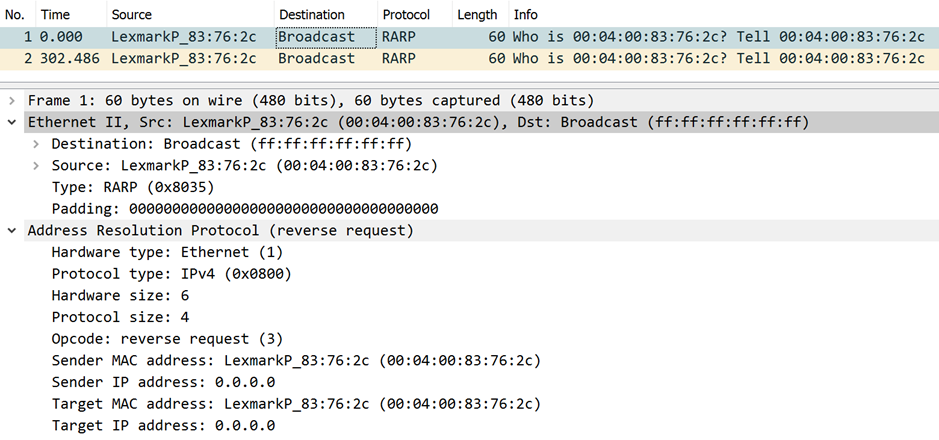 No. Time Source Destination Protocol Length Info
1 0.000 LexmarkP_83:76:2c Broadcast RARP 60 Who is 00:04:00:83:76:2c? Tell 00:04:00:83:76:2c
2 302.486 LexmarkP_83:76:2c Broadcast RARP 60 Who is 00:04:00:83:76:2c? Tell 00:04:00:83:76:2c
Frame 1: 60 bytes on wire (480 bits), 60 bytes captured (480 bits)
Ethernet II, Src: LexmarkP_83:76:2c (00:04:00:83:76:2c), Dst: Broadcast (ff:ff:ff:ff:ff:ff)
Destination: Broadcast (ff:ff:ff:ff:ff:ff)
Source: LexmarkP_83:76:2c (00:04:00:83:76:2c)
Type: RARP (0x8035)
Padding: 000000000000000000000000000000000000
Address Resolution Protocol (reverse request)
Hardware type: Ethernet (1)
Protocol type: IPv4 (0x0800)
Hardware size: 6
Protocol size: 4
Opcode: reverse request (3)
Sender MAC address: LexmarkP_83:76:2c (00:04:00:83:76:2c)
Sender IP address: 0.0.0.0
Target MAC address: LexmarkP_83:76:2c (00:04:00:83:76:2c)
Target IP address: 0.0.0.0